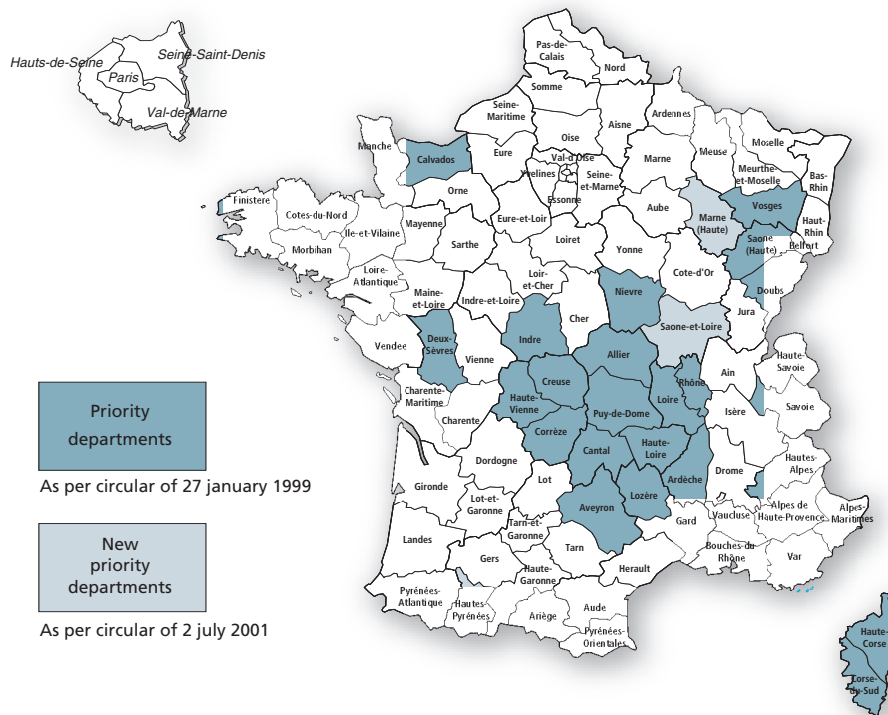 Hauts-de-Seine
Seine-Saint-Denis
Paris
Val-de-Marne
Pas-de-
Calais
Nord
Somme
Seine-
Maritime
Oise
Aisne
Ardennes
Manche
Calvados
Eure
Val-d'Oise
Yvelines
Essonne
Seine-
et-Marne
Marne
Meuse
Moselle
Meurthe-
et-Moselle
Bas-
Rhin
Orne
Eure-et-Loir
Aube
Marne
(Haute)
Vosges
Haut-
Rhin
Belfort
Saone
(Haute)
Finistere
Cotes-du-Nord
Morbihan
Ile-et-Vilaine
Mayenne
Sarthe
Loiret
Yonne
Cote-d'Or
Doubs
Jura
Loire-
Atlantique
Maine-
et-Loire
Indre-et-Loire
Loir-
et-Cher
Cher
Nievre
Saone-et-Loire
Vendee
Deux-
Sèvres
Vienne
Indre
Allier
Ain
Haute-
Savoie
Creuse
Haute-
Vienne
Puy-de-Dome
Loire
Rhône
Isère
Savoie
Charente-
Maritime
Charente
Corrèze
Cantal
Haute-
Loire
Ardèche
Drome
Hautes-
Alpes
Dordogne
Gironde
Lot
Lot-et-
Garonne
Aveyron
Lozère
Gard
Vaucluse
Alpes de
Haute-Provence
Alpes-
Maritimes
Landes
Tarn-et-
Garonne
Gers
Tarn
Haute-
Garonne
Herault
Bouches-du
Rhône
Var
Pyrénées-
Atlantique
Hautes-
Pyrénées
Ariège
Aude
Pyrénées-
Orientales
Haute-
Corse
Corse-
du-Sud
Priority
departments
As per circular of 27 january 1999
New
priority
departments
As per circular of 2 july 2001